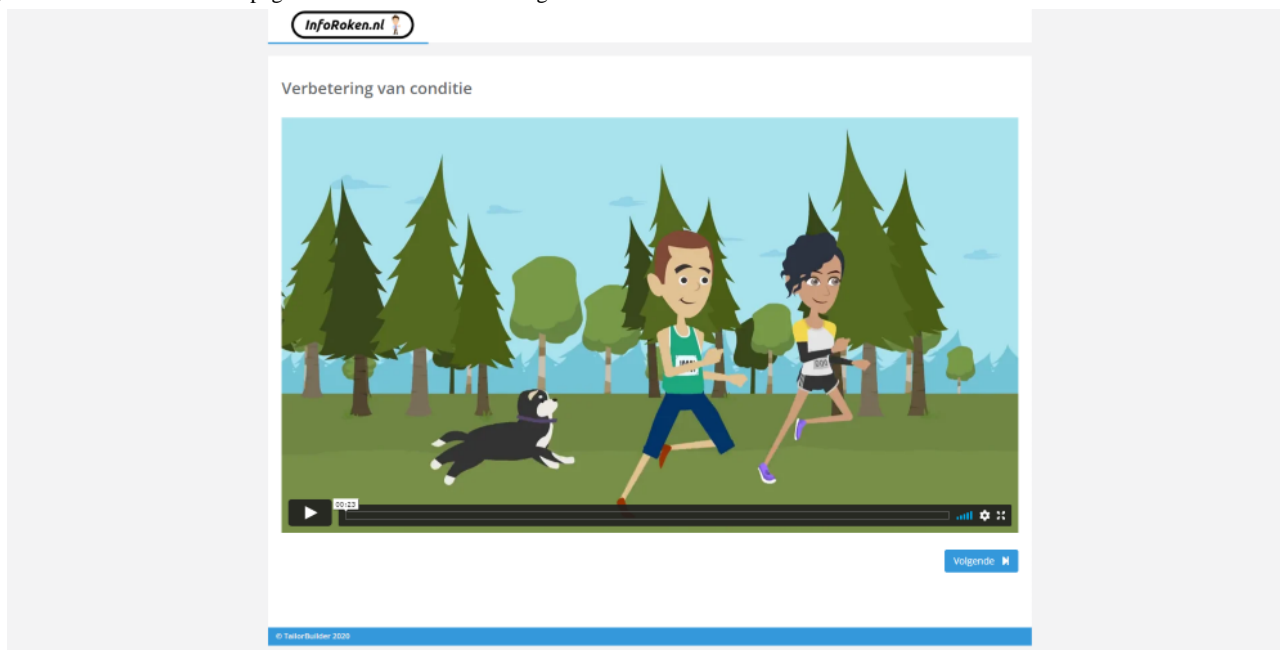 InfoRoken.nl
Verbetering van conditie
00:23
Volgende
© TailorBuilder 2020